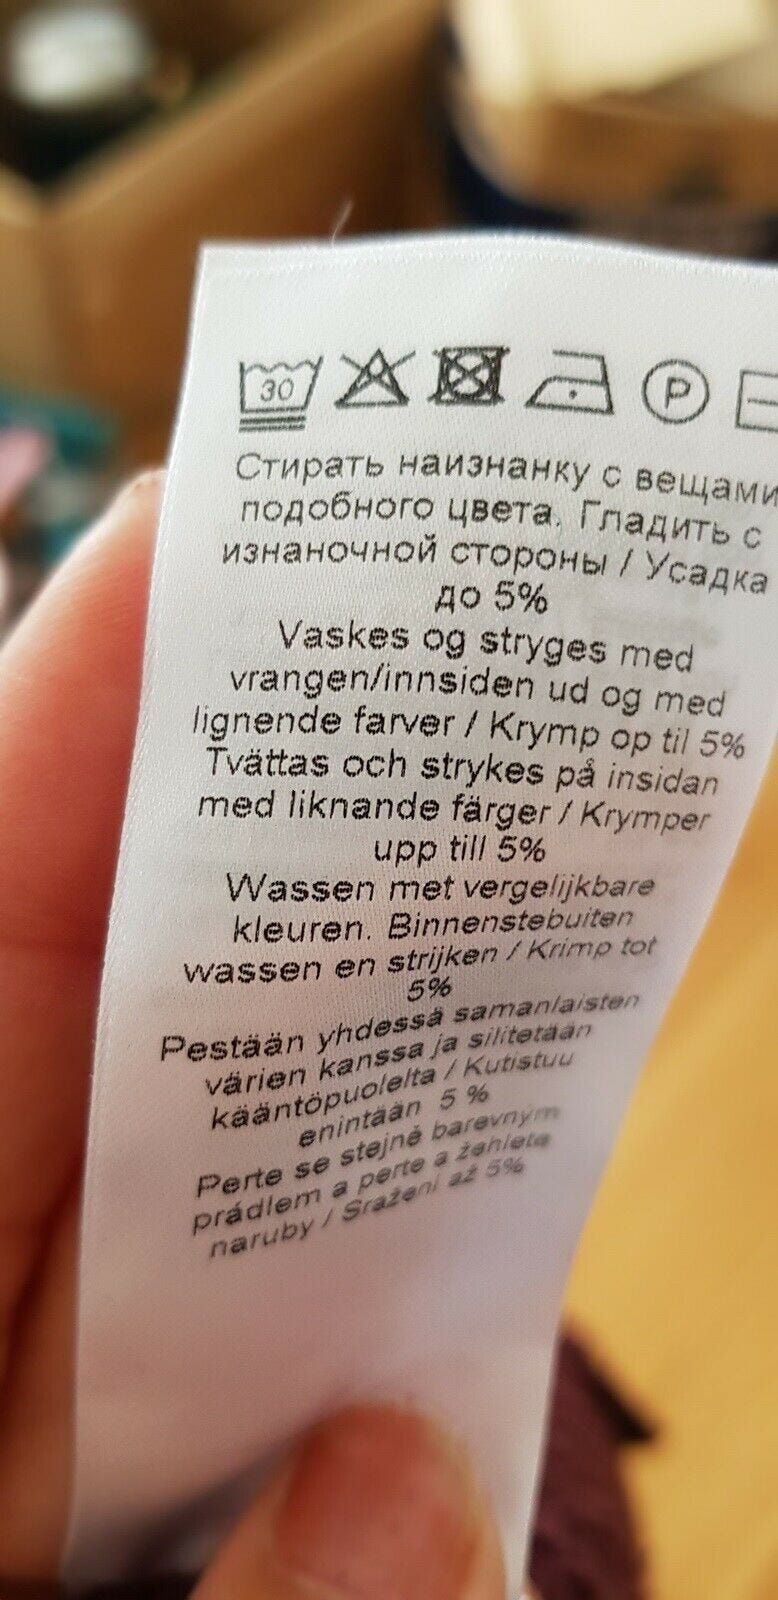 30 P
Стирать наизнанку с вещами
подобного цвета. Гладить с
изнаночной стороны / Усадка
до 5%
Vaskes og stryges med
vrangen/innsiden ud og med
lignende farver / Krymp op til 5%
Tvättas och strykes på insidan
med liknande färger / Krymper
upp till 5%
Wassen met vergelijkbare
kleuren. Binnenstebuiten
wassen en strijken / Krimp tot
5%
Pestään yhdessä samanlaisten
värien kanssa ja silitetään
kääntöpuolelta / Kutistuu
enintään 5 %
Perte se stejně barevným
prádlem a perte a žehlete
naruby / Sražení až 5%